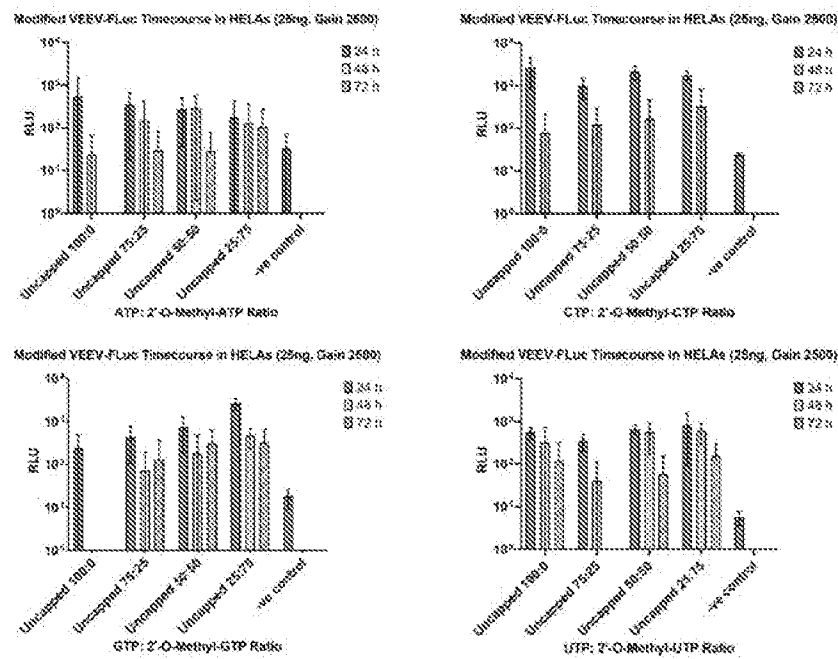 Modified VEEV-FLuc Timecourse in HELAs (25ng, Gain 2500)
RLU
24 h
48 h
72 h
Uncapped 100:0
Uncapped 75:25
Uncapped 50:50
Uncapped 25:75
-ve control
ATP: 2'-O-Methyl-ATP Ratio
Modified VEEV-FLuc Timecourse in HELAs (25ng, Gain 2500)
RLU
24 h
48 h
72 h
Uncapped 100:0
Uncapped 75:25
Uncapped 50:50
Uncapped 25:75
-ve control
CTP: 2'-O-Methyl-CTP Ratio
Modified VEEV-FLuc Timecourse in HELAs (25ng, Gain 2500)
RLU
24 h
48 h
72 h
Uncapped 100:0
Uncapped 75:25
Uncapped 50:50
Uncapped 25:75
-ve control
GTP: 2'-O-Methyl-GTP Ratio
Modified VEEV-FLuc Timecourse in HELAs (25ng, Gain 2500)
RLU
24 h
48 h
72 h
Uncapped 100:0
Uncapped 75:25
Uncapped 50:50
Uncapped 25:75
-ve control
UTP: 2'-O-Methyl-UTP Ratio